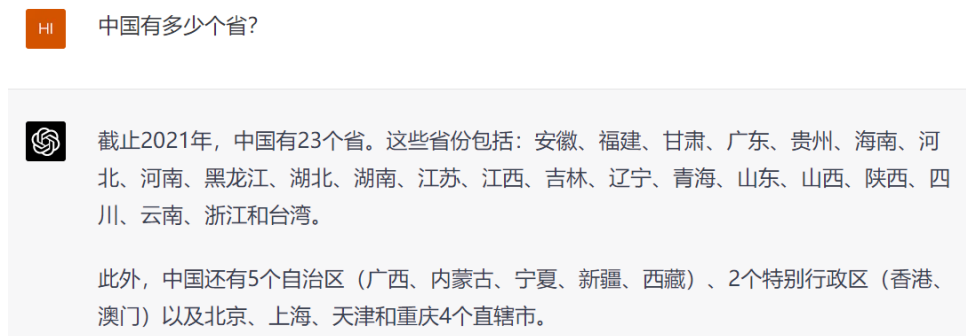 HI
中国有多少个省？
截止2021年，中国有23个省。这些省份包括：安徽、福建、甘肃、广东、贵州、海南、河
北、河南、黑龙江、湖北、湖南、江苏、江西、吉林、辽宁、青海、山东、山西、陕西、四
川、云南、浙江和台湾。
此外，中国还有5个自治区（广西、内蒙古、宁夏、新疆、西藏）、2个特别行政区（香港、
澳门）以及北京、上海、天津和重庆4个直辖市。